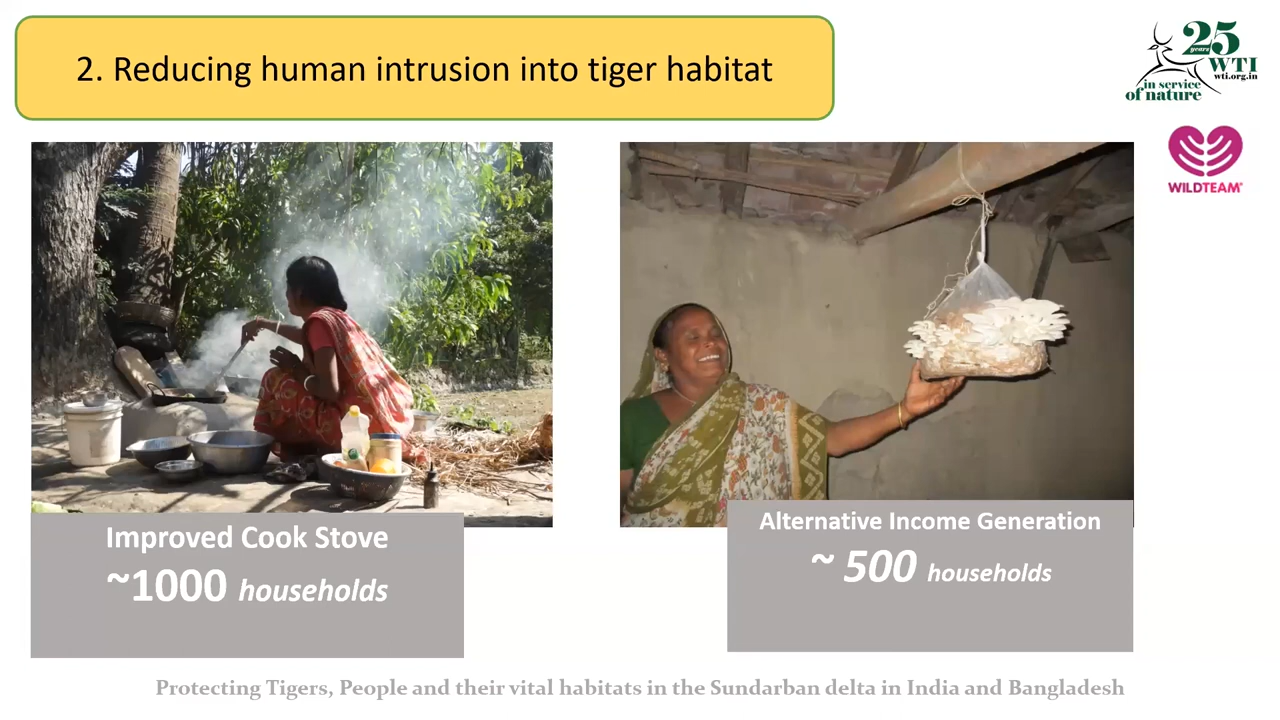 2. Reducing human intrusion into tiger habitat
25
years
WTI
wti.org.in
in service
of nature
WILDTEAM
Improved Cook Stove
~1000 households
Alternative Income Generation
~ 500 households
Protecting Tigers, People and their vital habitats in the Sundarban delta in India and Bangladesh